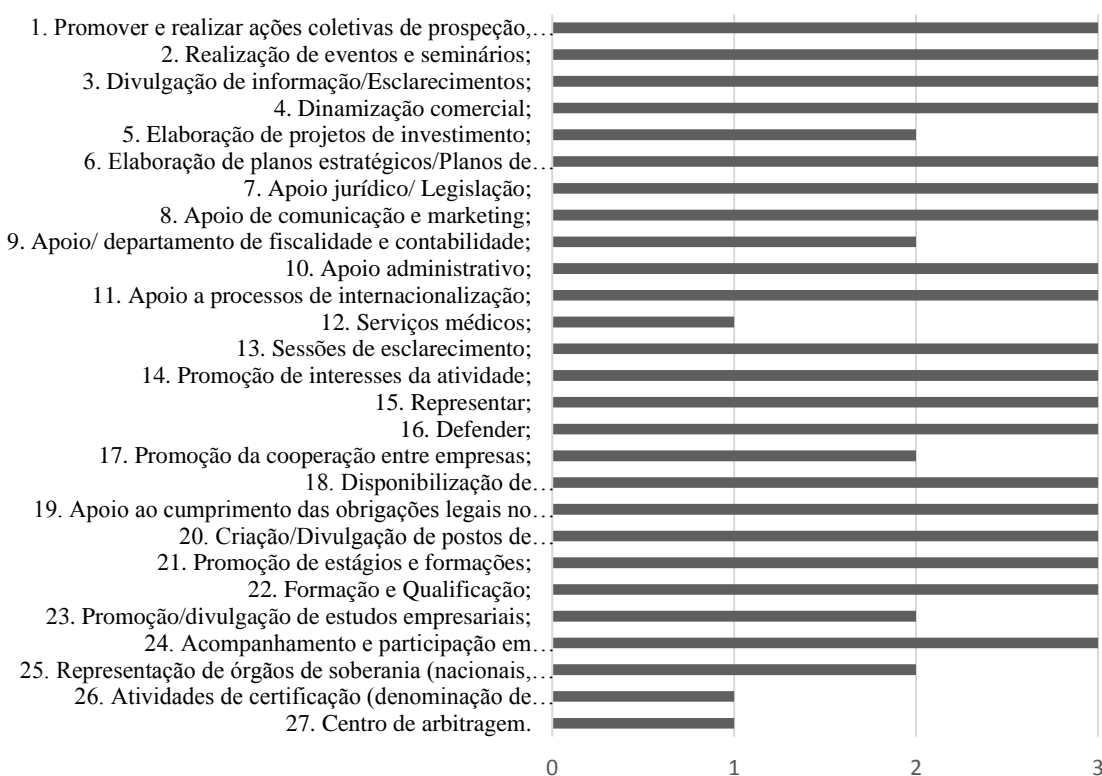 1. Promover e realizar ações coletivas de prospeção,…
2. Realização de eventos e seminários;
3. Divulgação de informação/Esclarecimentos;
4. Dinamização comercial;
5. Elaboração de projetos de investimento;
6. Elaboração de planos estratégicos/Planos de…
7. Apoio jurídico/ Legislação;
8. Apoio de comunicação e marketing;
9. Apoio/ departamento de fiscalidade e contabilidade;
10. Apoio administrativo;
11. Apoio a processos de internacionalização;
12. Serviços médicos;
13. Sessões de esclarecimento;
14. Promoção de interesses da atividade;
15. Representar;
16. Defender;
17. Promoção da cooperação entre empresas;
18. Disponibilização de…
19. Apoio ao cumprimento das obrigações legais no…
20. Criação/Divulgação de postos de…
21. Promoção de estágios e formações;
22. Formação e Qualificação;
23. Promoção/divulgação de estudos empresariais;
24. Acompanhamento e participação em…
25. Representação de órgãos de soberania (nacionais,…
26. Atividades de certificação (denominação de…
27. Centro de arbitragem.
0 1 2 3